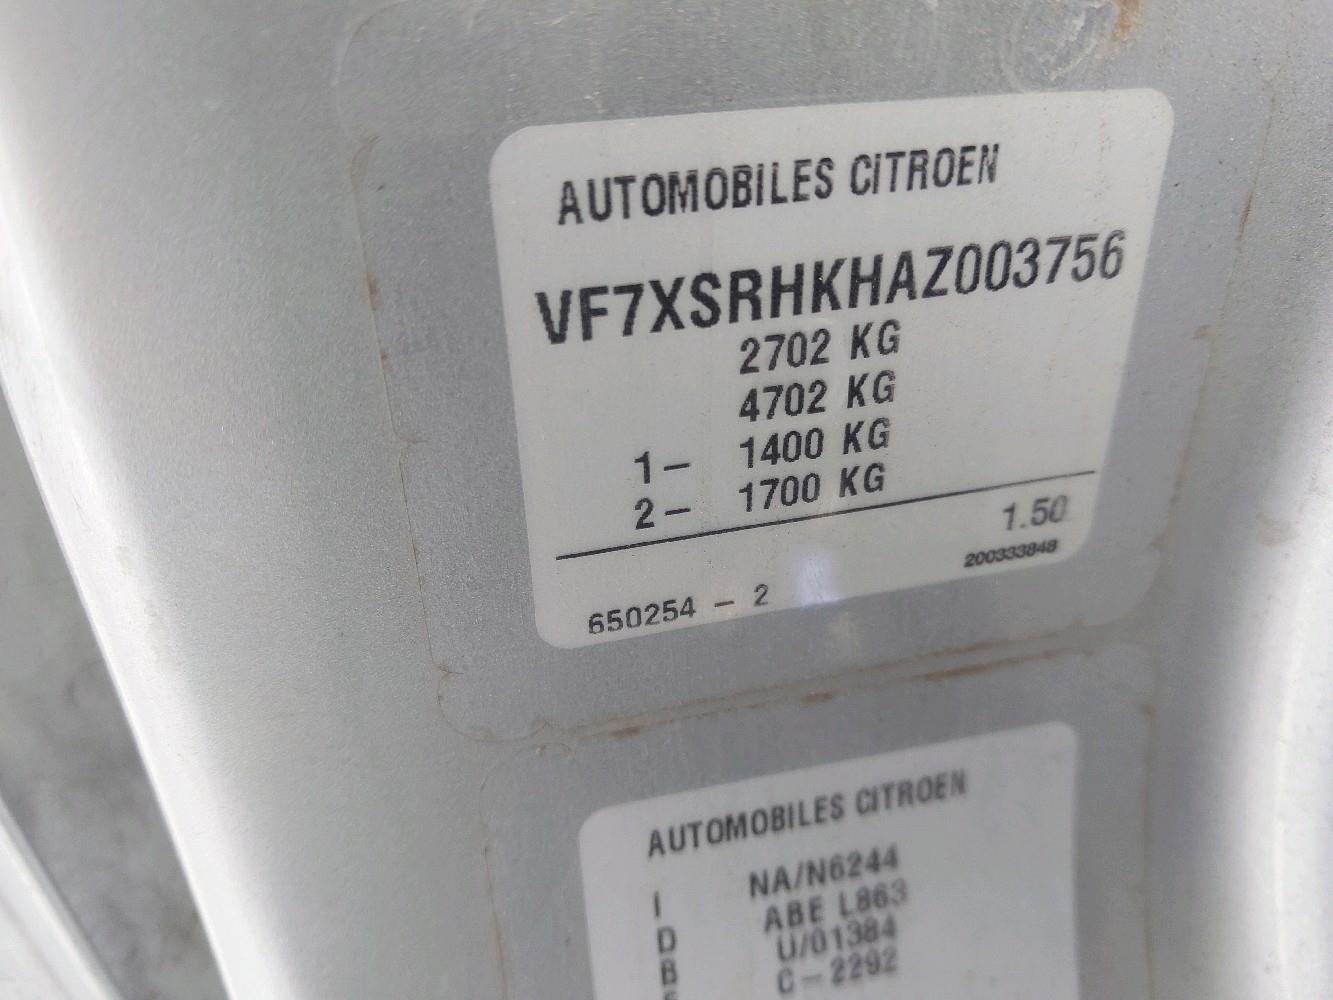 AUTOMOBILES CITROEN
VF7XSRHKHAZ003756
2702 KG
4702 KG
1- 1400 KG
2- 1700 KG
1.50
200333848
650254 - 2
AUTOMOBILES CITROEN
I NA/N6244
D ABE L863
B U/01384
C-2292